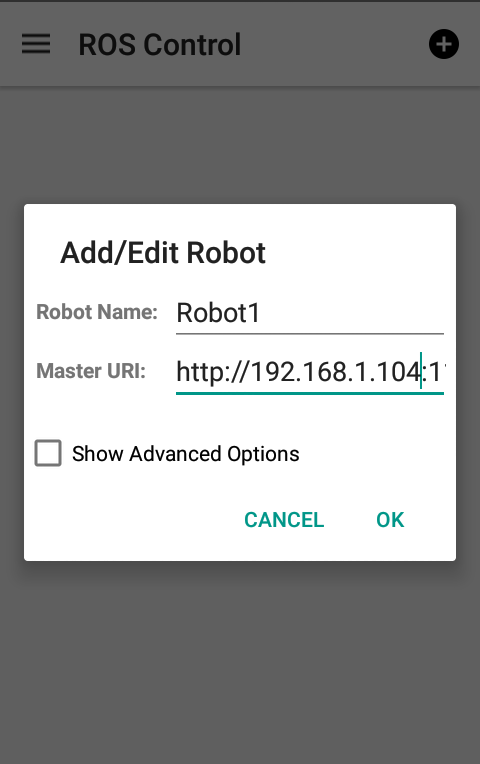 ROS Control
Add/Edit Robot
Robot Name: Robot1
Master URI: http://192.168.1.104:1
Show Advanced Options
CANCEL OK